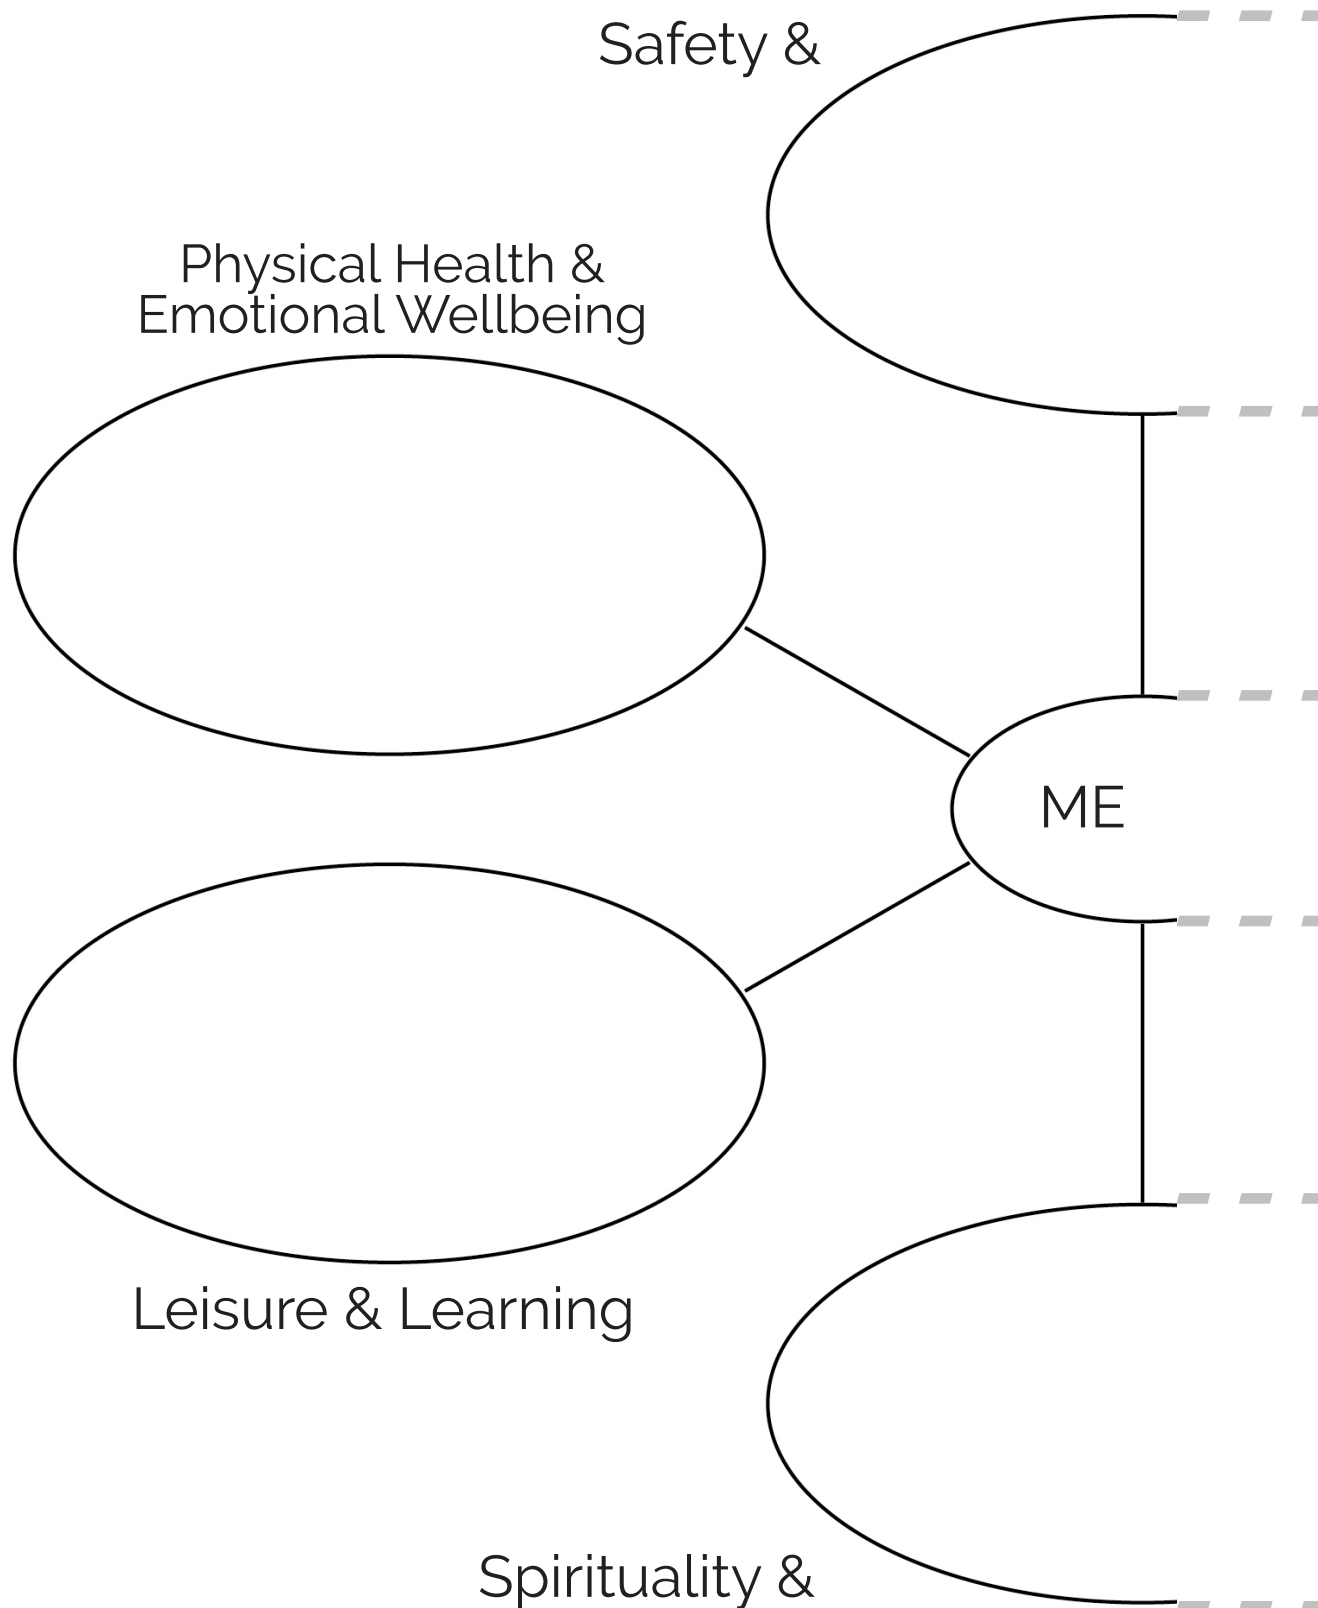 Safety &
Physical Health &
Emotional Wellbeing
ME
Leisure & Learning
Spirituality &